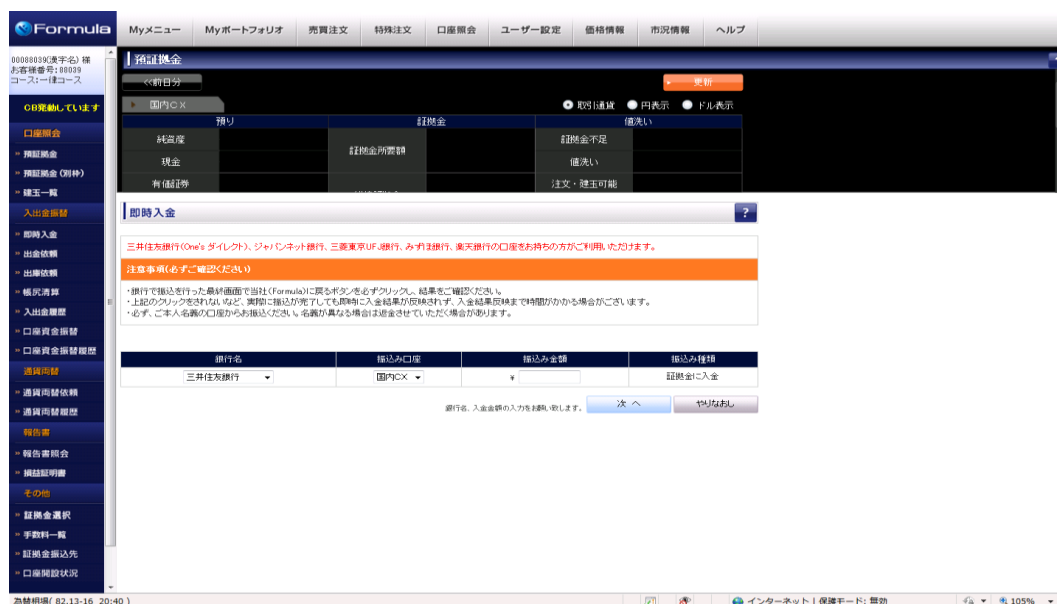 Formula
Myメニュー Myポートフォリオ 売買注文 特殊注文 口座照会 ユーザー設定 価格情報 市況情報 ヘルプ
00088039(漢字名) 様
お客様番号:88039
コース:一律コース
CB発動しています
口座照会
預証拠金
預証拠金(別枠)
建玉一覧
入出金振替
即時入金
出金依頼
出庫依頼
帳尻清算
入出金履歴
口座資金振替
口座資金振替履歴
通貨両替
通貨両替依頼
通貨両替履歴
報告書
報告書照会
損益証明書
その他
証拠金選択
手数料一覧
証拠金振込先
口座開設状況
預証拠金
<<前日分 更新
国内CX 取引通貨 円表示 ドル表示
預り 証拠金 値洗い
純資産 証拠金所要額 証拠金不足
現金 値洗い
有価証券 注文・建玉可能
即時入金 ?
三井住友銀行(One's ダイレクト)、ジャパンネット銀行、三菱東京UFJ銀行、みずほ銀行、楽天銀行の口座をお持ちの方がご利用いただけます。
注意事項(必ずご確認ください)
・銀行で振込を行った最終画面で当社(Formula)に戻るボタンを必ずクリックし、結果をご確認ください。
・上記のクリックをされないなど、実際に振込が完了しても即時に入金結果が反映されず、入金結果反映まで時間がかかる場合がございます。
・必ず、ご本人名義の口座からお振込ください。名義が異なる場合は返金させていただく場合があります。
銀行名 振込み口座 振込み金額 振込み種類
三井住友銀行 国内CX ¥ 証拠金に入金
銀行名、入金金額の入力をお願い致します。 次 へ やりなおし
為替相場( 82.13-16 20:40 ) インターネット | 保護モード: 無効 105%